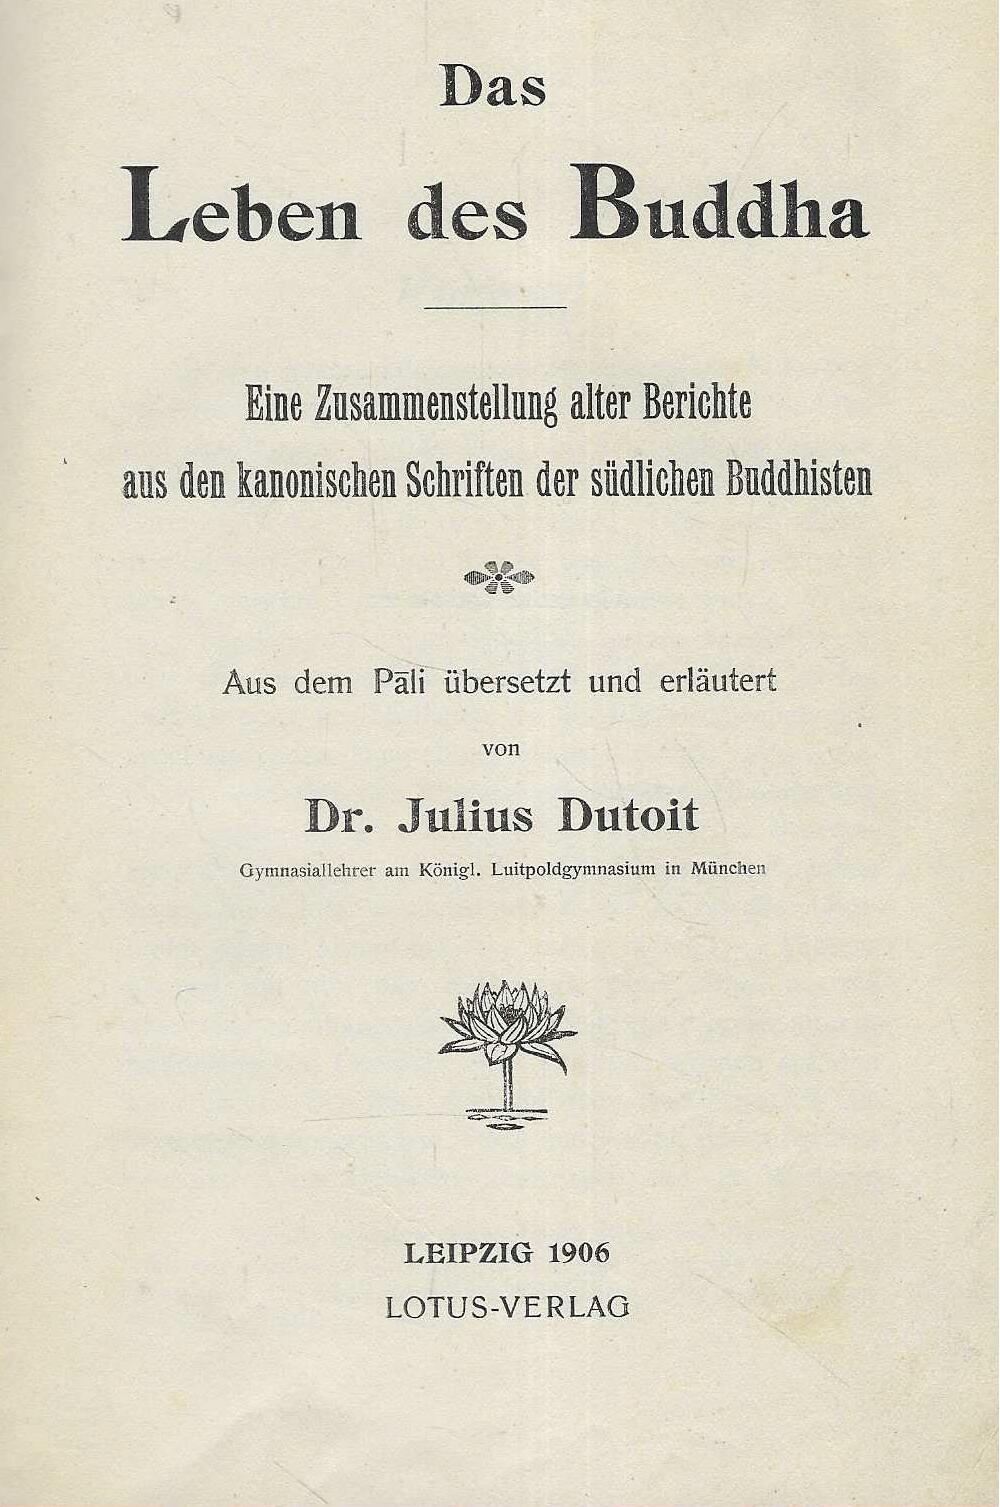 Das
Leben des Buddha
Eine Zusammenstellung alter Berichte
aus den kanonischen Schriften der südlichen Buddhisten
Aus dem Pāli übersetzt und erläutert
von
Dr. Julius Dutoit
Gymnasiallehrer am Königl. Luitpoldgymnasium in München
LEIPZIG 1906
LOTUS-VERLAG